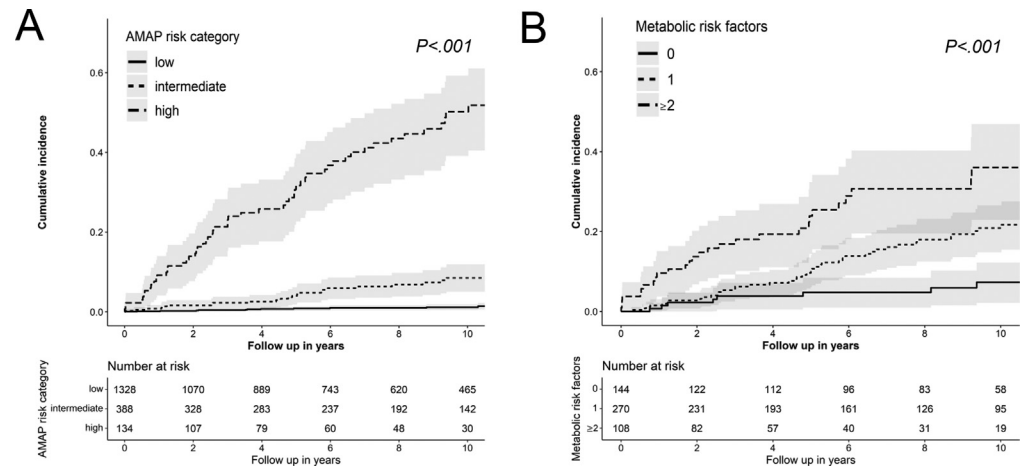 A
AMAP risk category
low
intermediate
high
P<.001
Cumulative incidence
0.6
0.4
0.2
0.0
0 2 4 6 8 10
Follow up in years
Number at risk
AMAP risk category
low 1328 1070 889 743 620 465
intermediate 388 328 283 237 192 142
high 134 107 79 60 48 30
0 2 4 6 8 10
Follow up in years
B
Metabolic risk factors
0
1
≥2
P<.001
Cumulative incidence
0.6
0.4
0.2
0.0
0 2 4 6 8 10
Follow up in years
Number at risk
Metabolic risk factors
0 144 122 112 96 83 58
1 270 231 193 161 126 95
≥2 108 82 57 40 31 19
0 2 4 6 8 10
Follow up in years